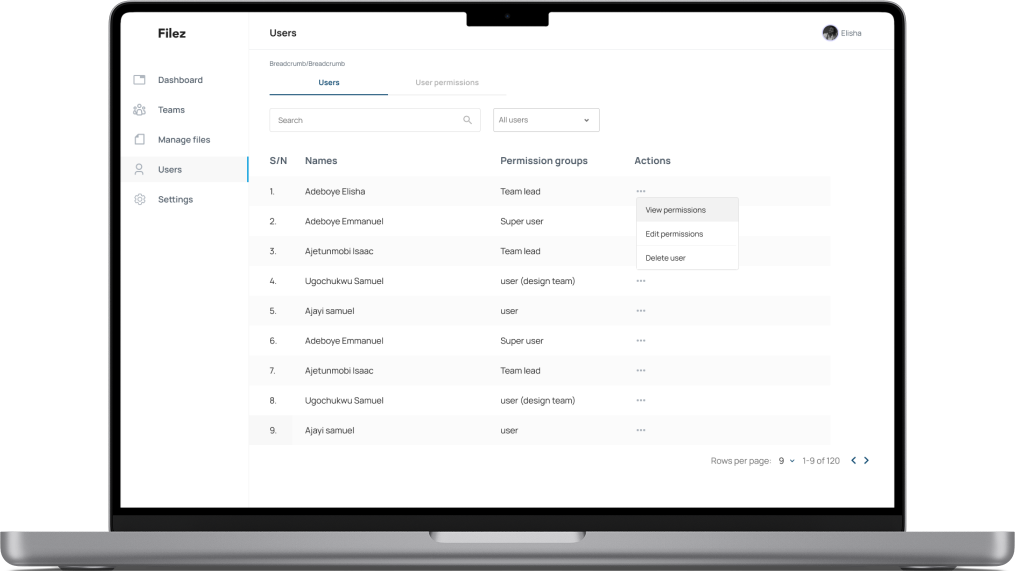 Filez
Users
Elisha
Dashboard
Teams
Manage files
Users
Settings
Breadcrumb/Breadcrumb
Users User permissions
Search All users
S/N Names Permission groups Actions
1. Adeboye Elisha Team lead
2. Adeboye Emmanuel Super user
3. Ajetunmobi Isaac Team lead
4. Ugochukwu Samuel user (design team)
5. Ajayi samuel user
6. Adeboye Emmanuel Super user
7. Ajetunmobi Isaac Team lead
8. Ugochukwu Samuel user (design team)
9. Ajayi samuel user
View permissions
Edit permissions
Delete user
Rows per page: 9 1-9 of 120